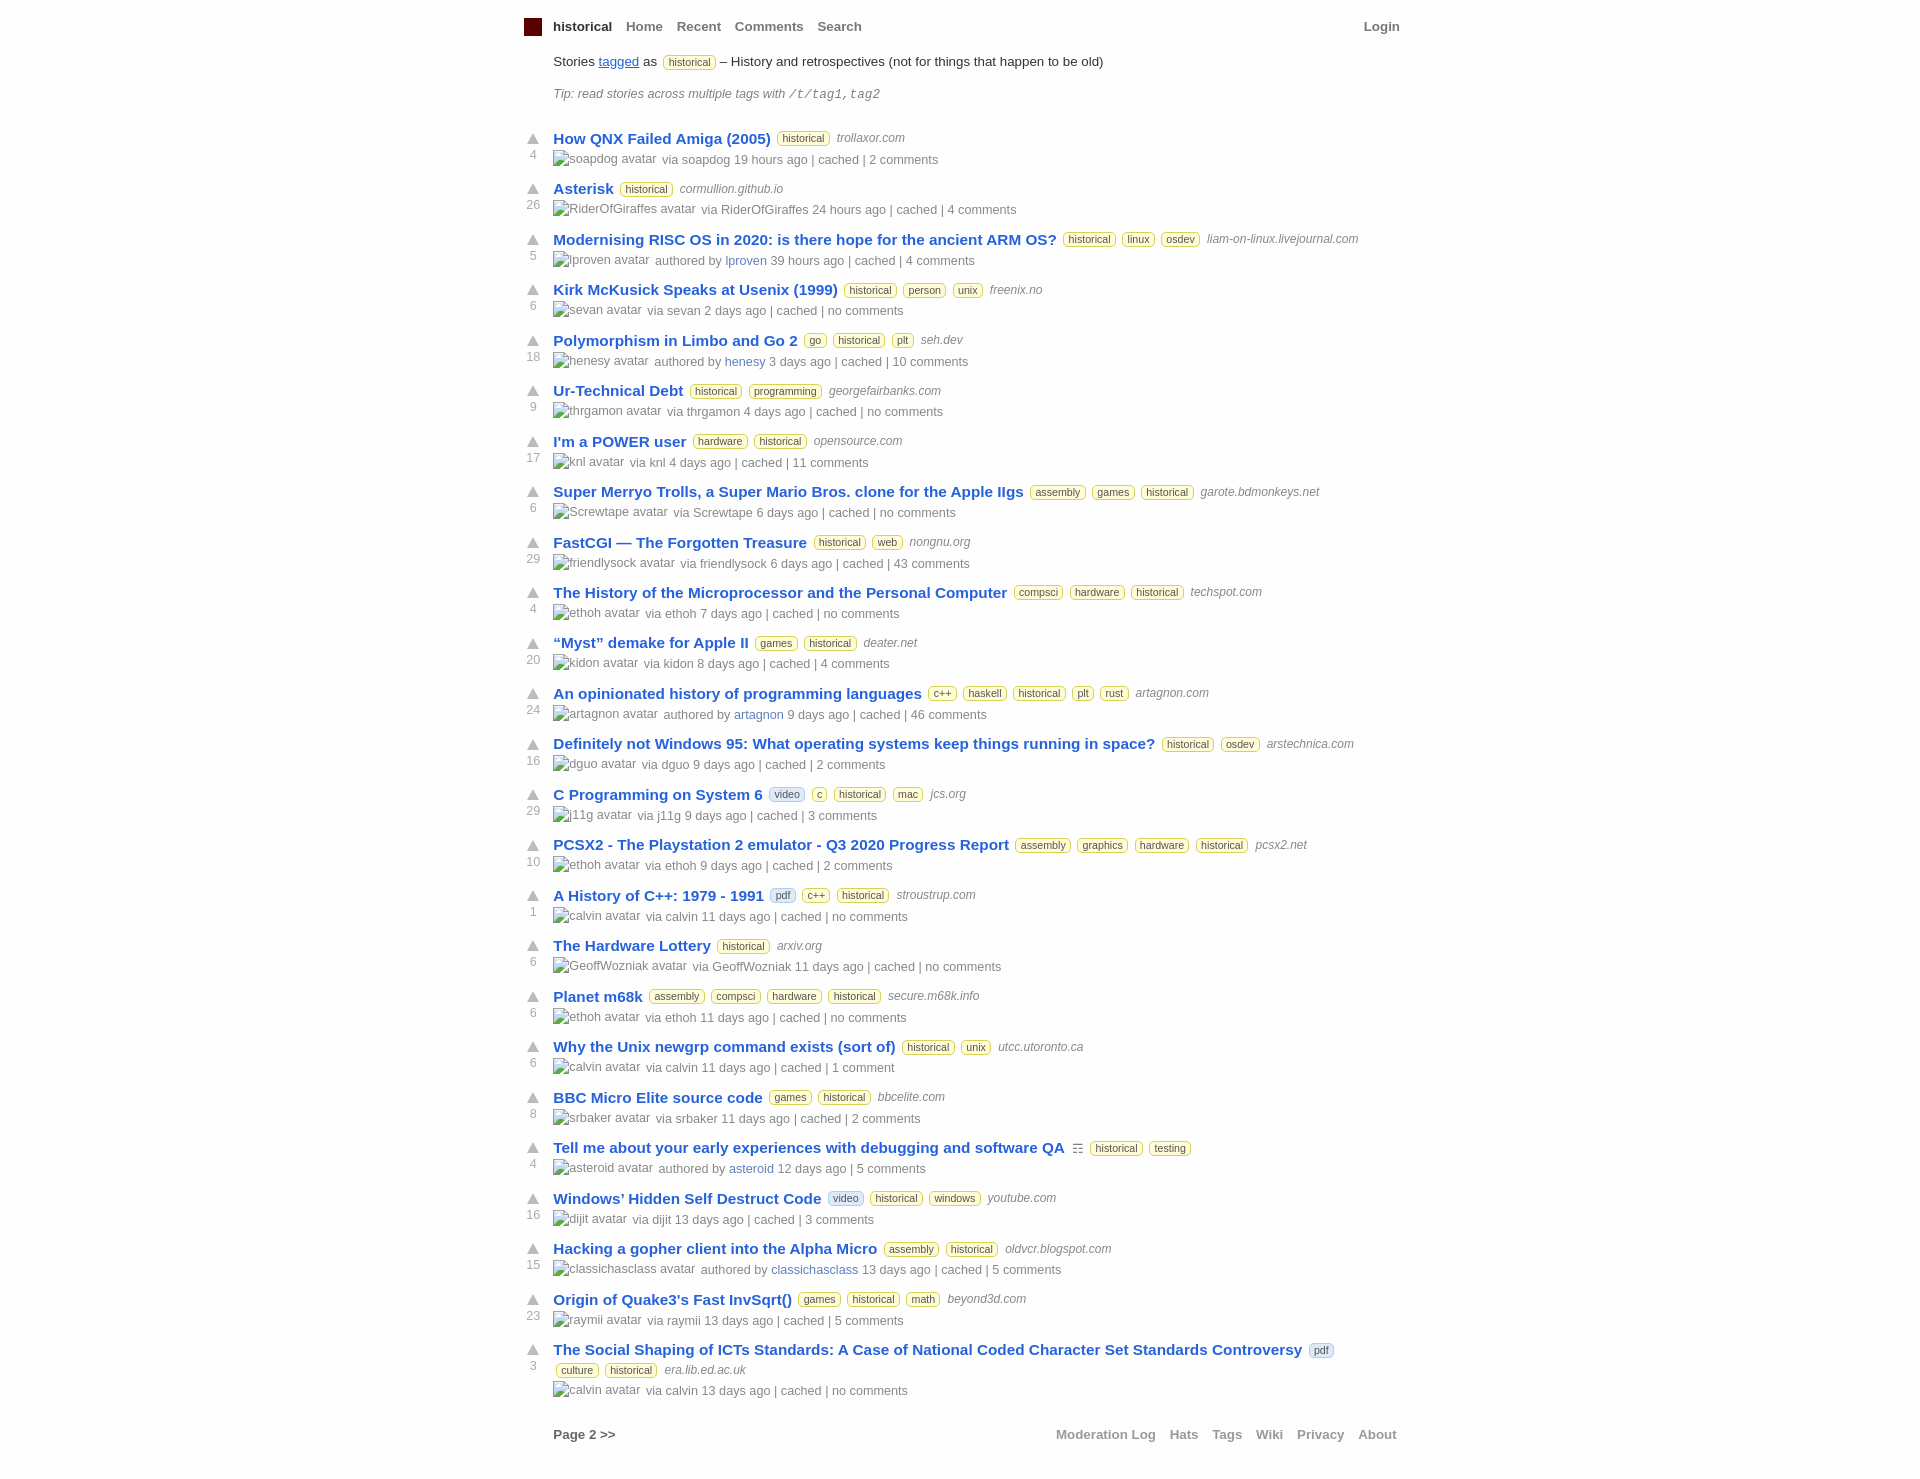 historical Home Recent Comments Search Login
Stories tagged as historical – History and retrospectives (not for things that happen to be old)
Tip: read stories across multiple tags with /t/tag1,tag2
How QNX Failed Amiga (2005) historical trollaxor.com
4
soapdog avatar via soapdog 19 hours ago | cached | 2 comments
Asterisk historical cormullion.github.io
26
RiderOfGiraffes avatar via RiderOfGiraffes 24 hours ago | cached | 4 comments
Modernising RISC OS in 2020: is there hope for the ancient ARM OS? historical linux osdev liam-on-linux.livejournal.com
5
lproven avatar authored by lproven 39 hours ago | cached | 4 comments
Kirk McKusick Speaks at Usenix (1999) historical person unix freenix.no
6
sevan avatar via sevan 2 days ago | cached | no comments
Polymorphism in Limbo and Go 2 go historical plt seh.dev
18
henesy avatar authored by henesy 3 days ago | cached | 10 comments
Ur-Technical Debt historical programming georgefairbanks.com
9
thrgamon avatar via thrgamon 4 days ago | cached | no comments
I'm a POWER user hardware historical opensource.com
17
knl avatar via knl 4 days ago | cached | 11 comments
Super Merryo Trolls, a Super Mario Bros. clone for the Apple IIgs assembly games historical garote.bdmonkeys.net
6
Screwtape avatar via Screwtape 6 days ago | cached | no comments
FastCGI — The Forgotten Treasure historical web nongnu.org
29
friendlysock avatar via friendlysock 6 days ago | cached | 43 comments
The History of the Microprocessor and the Personal Computer compsci hardware historical techspot.com
4
ethoh avatar via ethoh 7 days ago | cached | no comments
“Myst” demake for Apple II games historical deater.net
20
kidon avatar via kidon 8 days ago | cached | 4 comments
An opinionated history of programming languages c++ haskell historical plt rust artagnon.com
24
artagnon avatar authored by artagnon 9 days ago | cached | 46 comments
Definitely not Windows 95: What operating systems keep things running in space? historical osdev arstechnica.com
16
dguo avatar via dguo 9 days ago | cached | 2 comments
C Programming on System 6 video c historical mac jcs.org
29
j11g avatar via j11g 9 days ago | cached | 3 comments
PCSX2 - The Playstation 2 emulator - Q3 2020 Progress Report assembly graphics hardware historical pcsx2.net
10
ethoh avatar via ethoh 9 days ago | cached | 2 comments
A History of C++: 1979 - 1991 pdf c++ historical stroustrup.com
1
calvin avatar via calvin 11 days ago | cached | no comments
The Hardware Lottery historical arxiv.org
6
GeoffWozniak avatar via GeoffWozniak 11 days ago | cached | no comments
Planet m68k assembly compsci hardware historical secure.m68k.info
6
ethoh avatar via ethoh 11 days ago | cached | no comments
Why the Unix newgrp command exists (sort of) historical unix utcc.utoronto.ca
6
calvin avatar via calvin 11 days ago | cached | 1 comment
BBC Micro Elite source code games historical bbcelite.com
8
srbaker avatar via srbaker 11 days ago | cached | 2 comments
Tell me about your early experiences with debugging and software QA ☶ historical testing
4
asteroid avatar authored by asteroid 12 days ago | 5 comments
Windows’ Hidden Self Destruct Code video historical windows youtube.com
16
dijit avatar via dijit 13 days ago | cached | 3 comments
Hacking a gopher client into the Alpha Micro assembly historical oldvcr.blogspot.com
15
classichasclass avatar authored by classichasclass 13 days ago | cached | 5 comments
Origin of Quake3's Fast InvSqrt() games historical math beyond3d.com
23
raymii avatar via raymii 13 days ago | cached | 5 comments
The Social Shaping of ICTs Standards: A Case of National Coded Character Set Standards Controversy pdf
3
culture historical era.lib.ed.ac.uk
calvin avatar via calvin 13 days ago | cached | no comments
Page 2 >> Moderation Log Hats Tags Wiki Privacy About